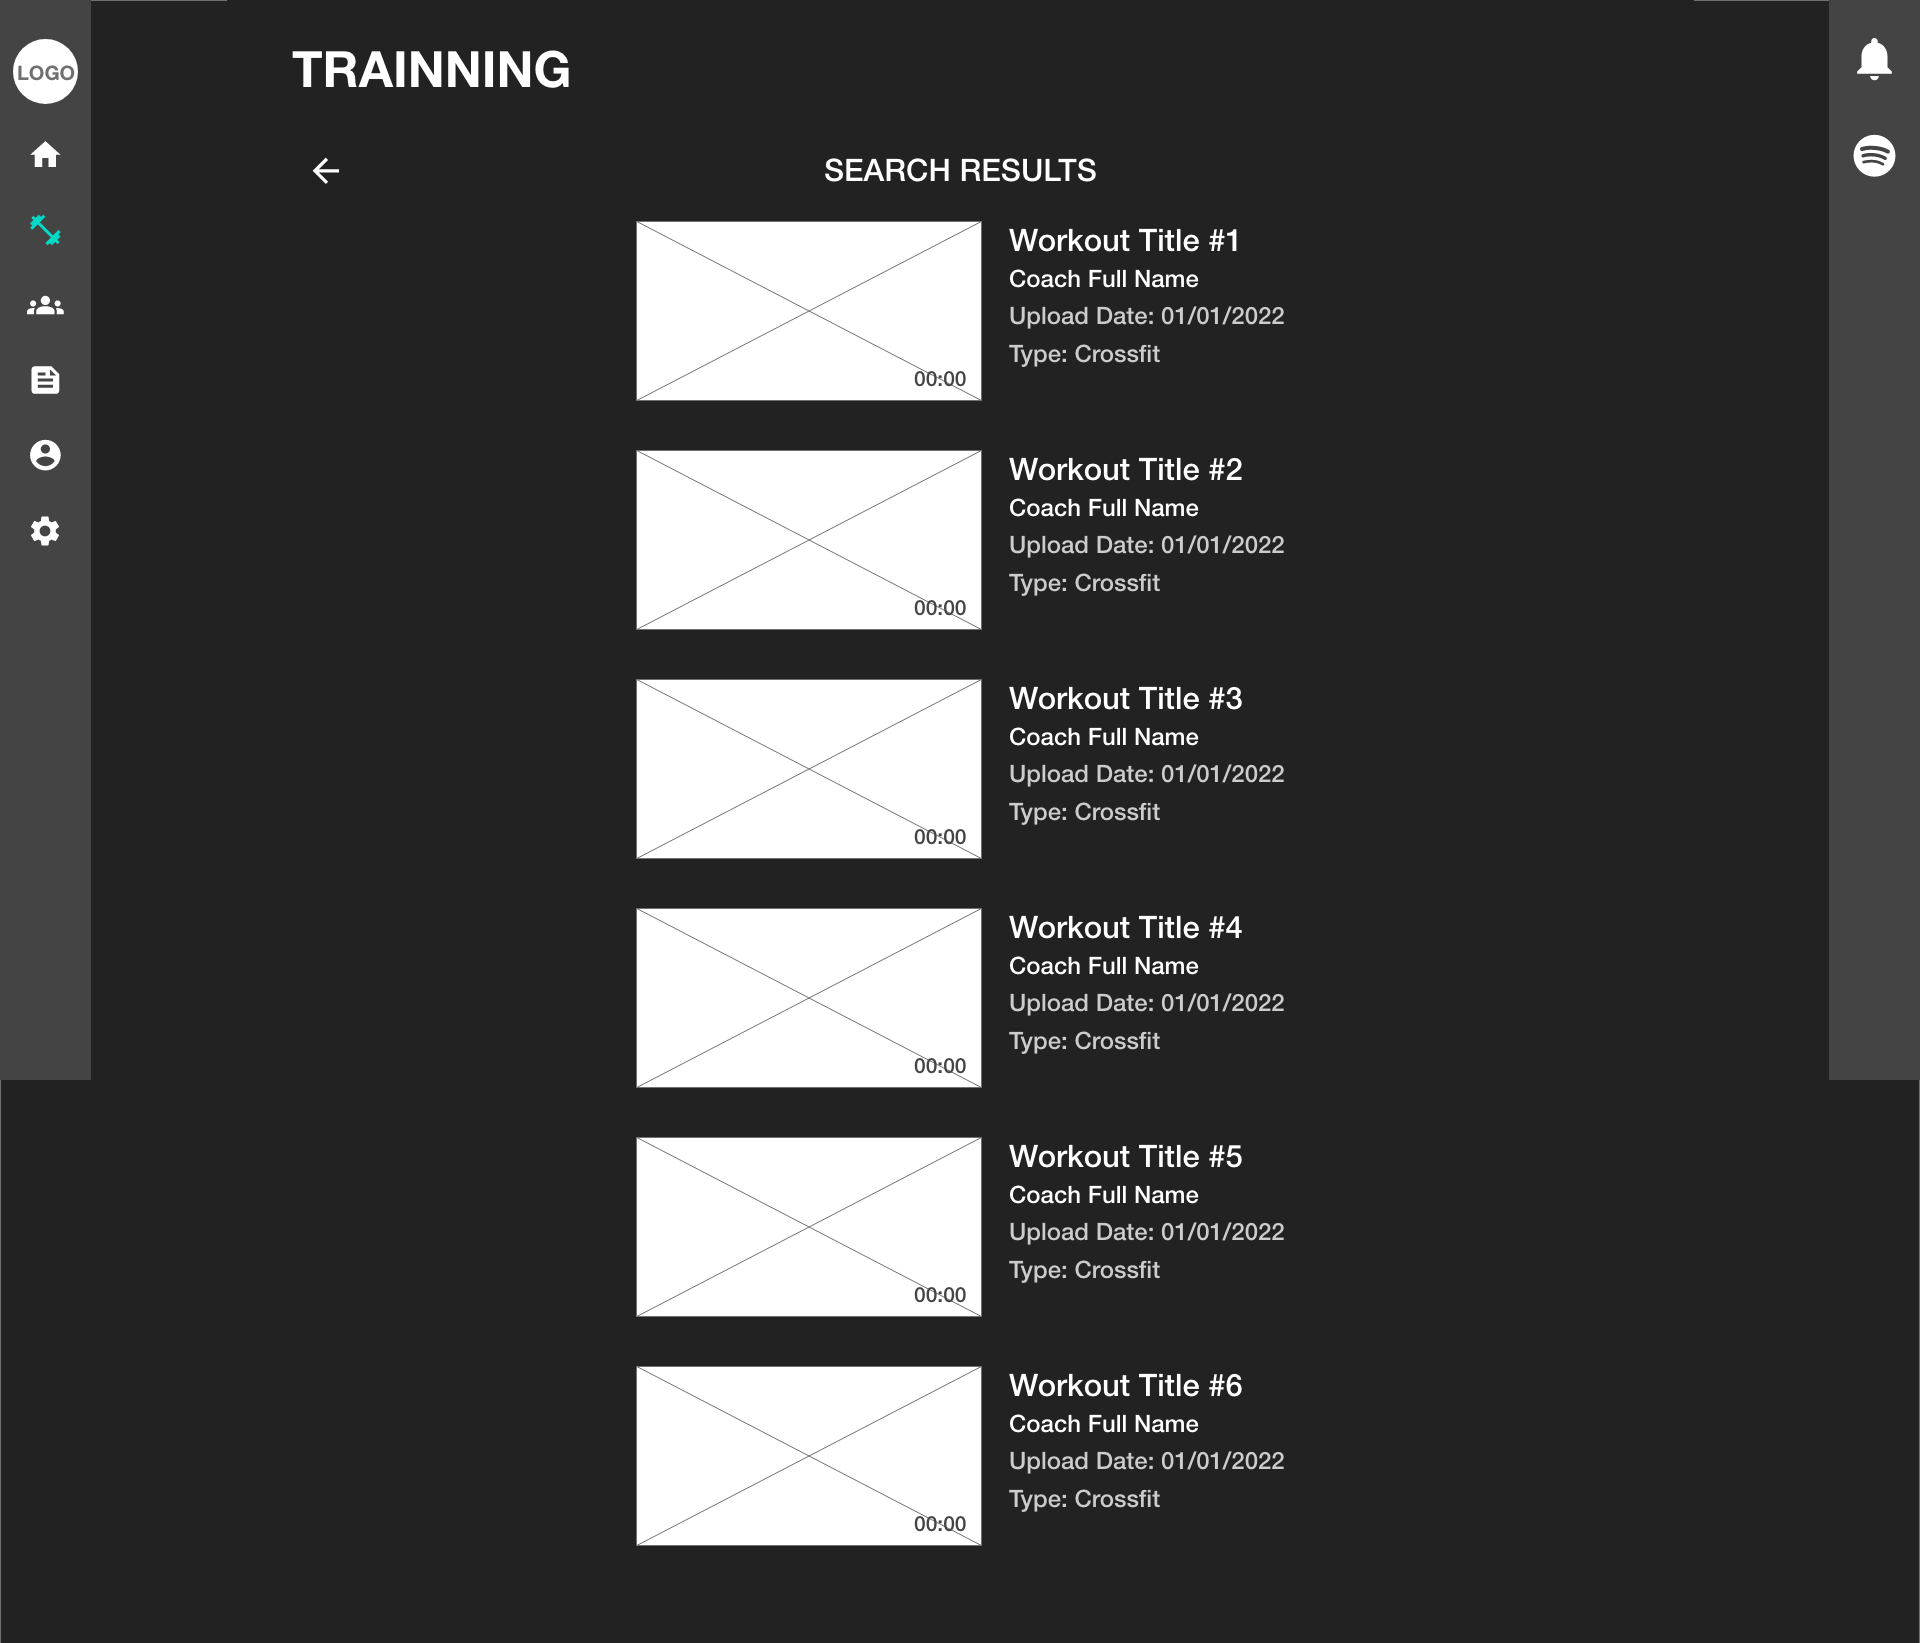 LOGO
TRAINNING
SEARCH RESULTS
Workout Title #1
Coach Full Name
Upload Date: 01/01/2022
Type: Crossfit
00:00
Workout Title #2
Coach Full Name
Upload Date: 01/01/2022
Type: Crossfit
00:00
Workout Title #3
Coach Full Name
Upload Date: 01/01/2022
Type: Crossfit
00:00
Workout Title #4
Coach Full Name
Upload Date: 01/01/2022
Type: Crossfit
00:00
Workout Title #5
Coach Full Name
Upload Date: 01/01/2022
Type: Crossfit
00:00
Workout Title #6
Coach Full Name
Upload Date: 01/01/2022
Type: Crossfit
00:00